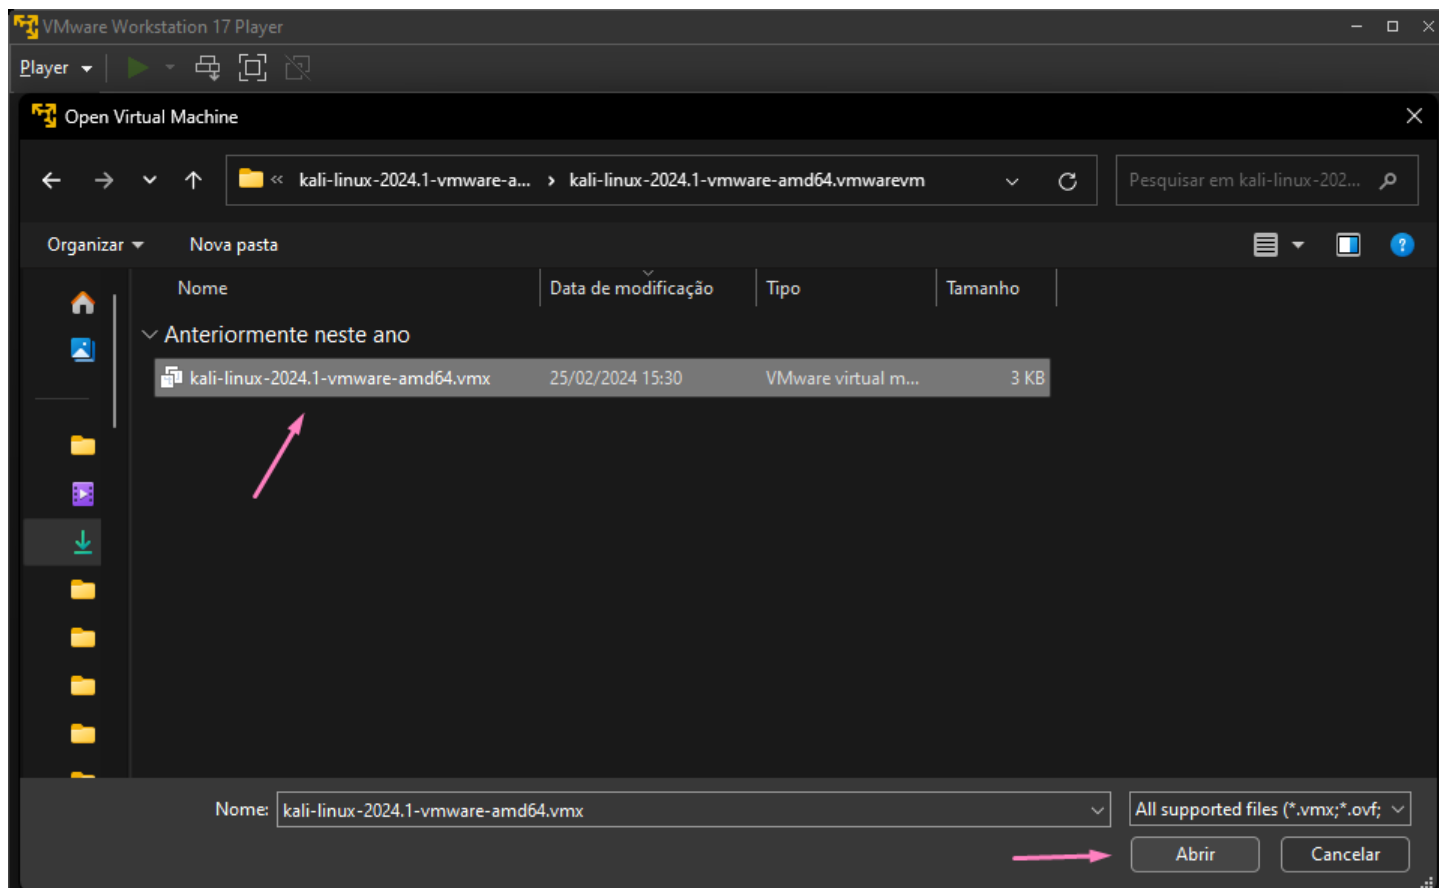 VMware Workstation 17 Player
Player
Open Virtual Machine
« kali-linux-2024.1-vmware-a... › kali-linux-2024.1-vmware-amd64.vmwarevm
Pesquisar em kali-linux-202...
Organizar
Nova pasta
Nome
Data de modificação
Tipo
Tamanho
Anteriormente neste ano
kali-linux-2024.1-vmware-amd64.vmx 25/02/2024 15:30 VMware virtual m... 3 KB
Nome: kali-linux-2024.1-vmware-amd64.vmx
All supported files (*.vmx;*.ovf;
Abrir
Cancelar